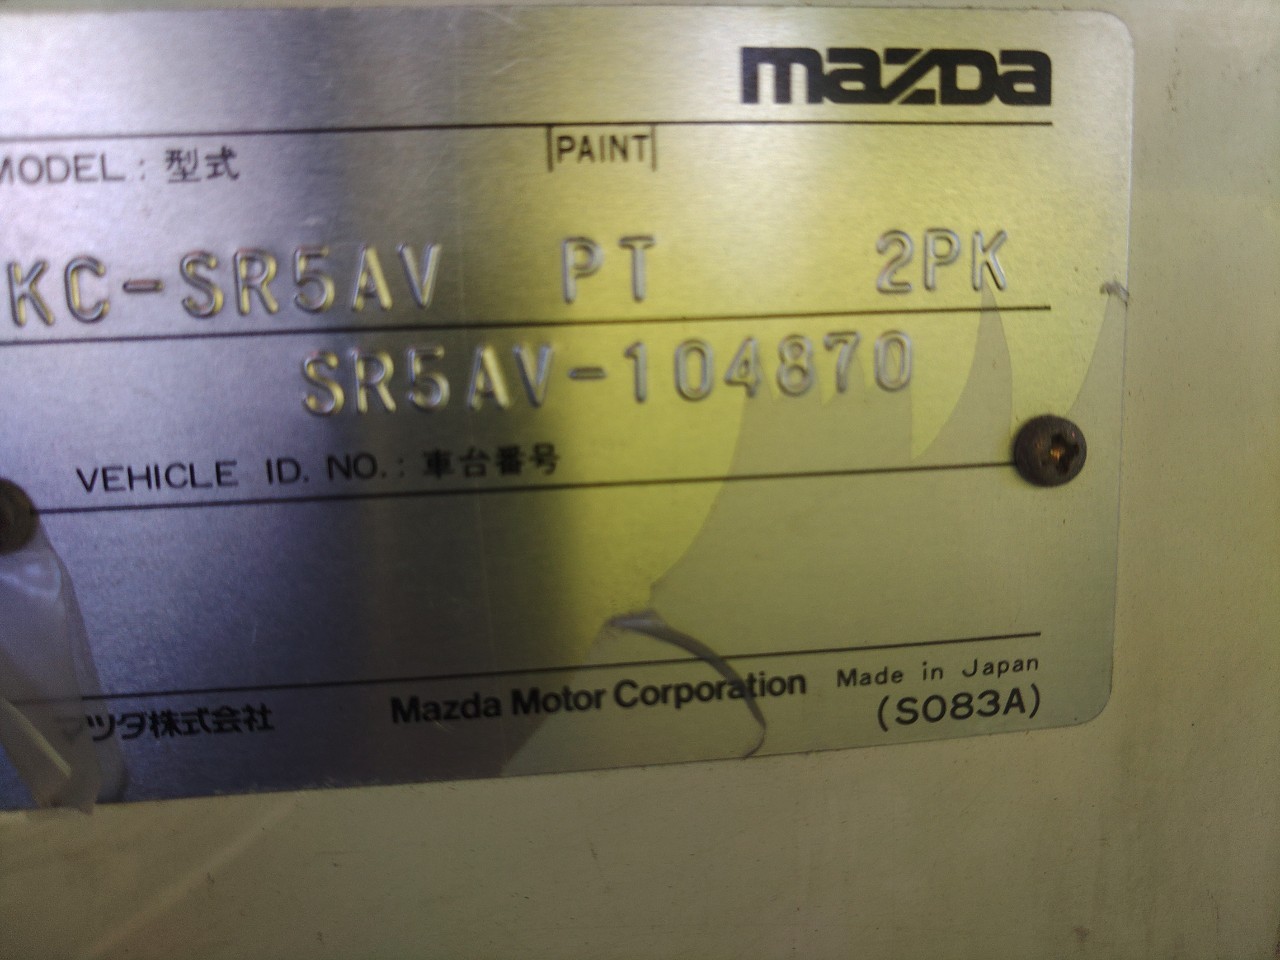 mazda
MODEL : 型式 PAINT
KC-SR5AV PT 2PK
SR5AV-104870
VEHICLE ID. NO. : 車台番号
マツダ株式会社 Mazda Motor Corporation Made in Japan
(S083A)